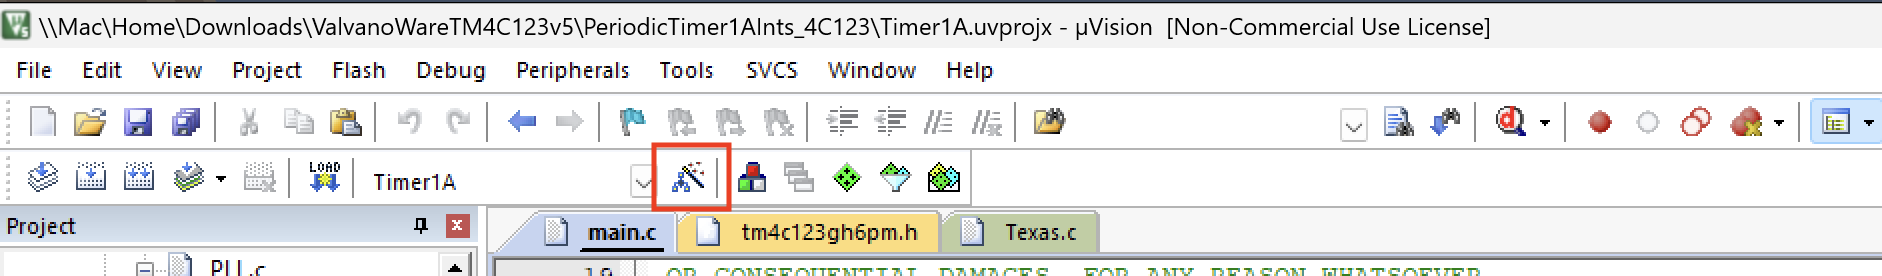 \\Mac\Home\Downloads\ValvanoWareTM4C123v5\PeriodicTimer1AInts_4C123\Timer1A.uvprojx - µVision [Non-Commercial Use License]
File Edit View Project Flash Debug Peripherals Tools SVCS Window Help
LOAD Timer1A
Project
main.c tm4c123gh6pm.h Texas.c
PLL.c
19 OR CONSEQUENTIAL DAMAGES, FOR ANY REASON WHATSOEVER